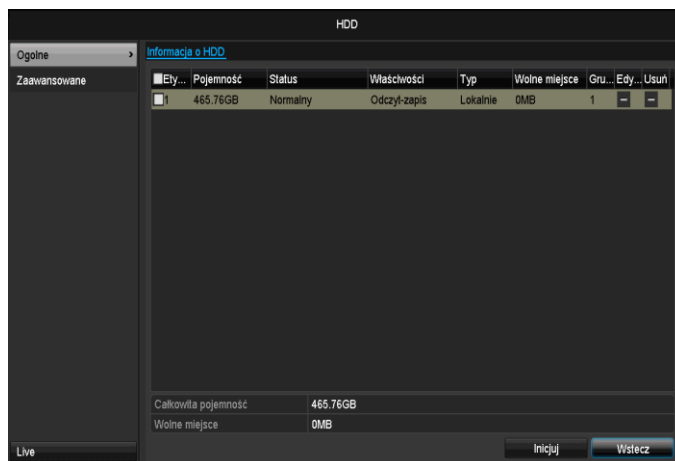 HDD
Ogolne >
Informacja o HDD
Zaawansowane
Ety... Pojemność Status Właściwości Typ Wolne miejsce Gru... Edy... Usuń
1 465.76GB Normalny Odczyt-zapis Lokalnie 0MB 1 – –
Całkowita pojemność 465.76GB
Wolne miejsce 0MB
Live
Inicjuj Wstecz